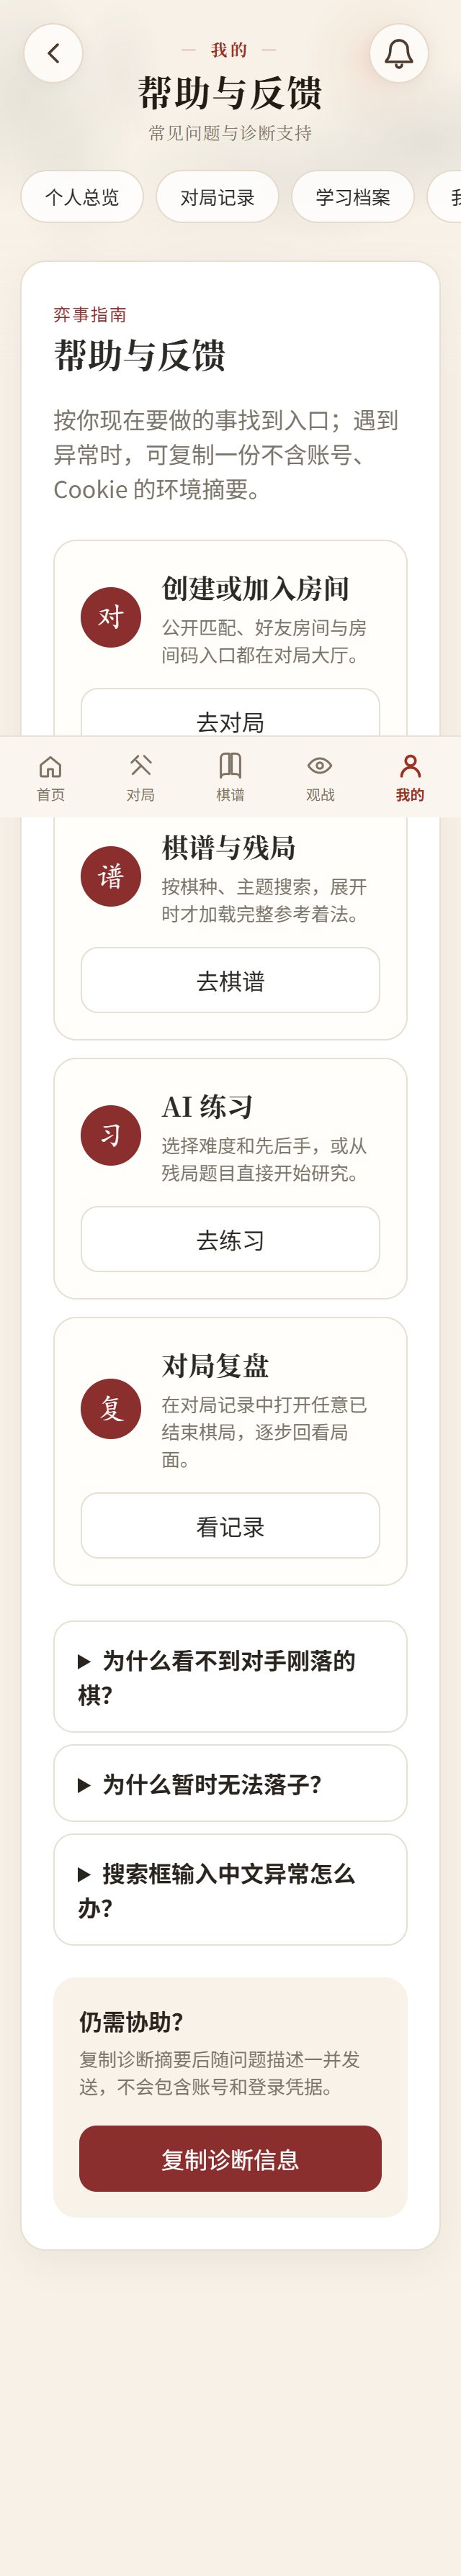 我的
帮助与反馈
常见问题与诊断支持
个人总览
对局记录
学习档案
弈事指南
帮助与反馈
按你现在要做的事找到入口；遇到
异常时，可复制一份不含账号、
Cookie 的环境摘要。
对
创建或加入房间
公开匹配、好友房间与房
间码入口都在对局大厅。
去对局
首页
对局
棋谱
观战
我的
谱
棋谱与残局
按棋种、主题搜索，展开
时才加载完整参考着法。
去棋谱
习
AI 练习
选择难度和先后手，或从
残局题目直接开始研究。
去练习
复
对局复盘
在对局记录中打开任意已
结束棋局，逐步回看局
面。
看记录
为什么看不到对手刚落的
棋？
为什么暂时无法落子？
搜索框输入中文异常怎么
办？
仍需协助？
复制诊断摘要后随问题描述一并发
送，不会包含账号和登录凭据。
复制诊断信息